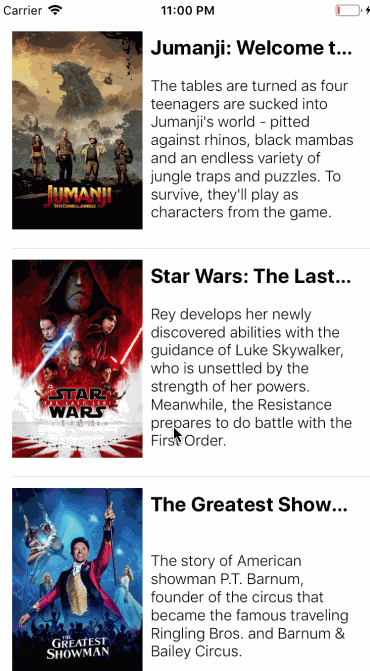 Carrier 11:00 PM
Jumanji: Welcome t...
The tables are turned as four
teenagers are sucked into
Jumanji's world - pitted
against rhinos, black mambas
and an endless variety of
jungle traps and puzzles. To
survive, they'll play as
characters from the game.
JUMANJI
WELCOME TO THE JUNGLE
Star Wars: The Last...
Rey develops her newly
discovered abilities with the
guidance of Luke Skywalker,
who is unsettled by the
strength of her powers.
Meanwhile, the Resistance
prepares to do battle with the
First Order.
STAR
THE LAST JEDI
WARS
The Greatest Show...
The story of American
showman P.T. Barnum,
founder of the circus that
became the famous traveling
Ringling Bros. and Barnum &
Bailey Circus.
THE
GREATEST
SHOWMAN